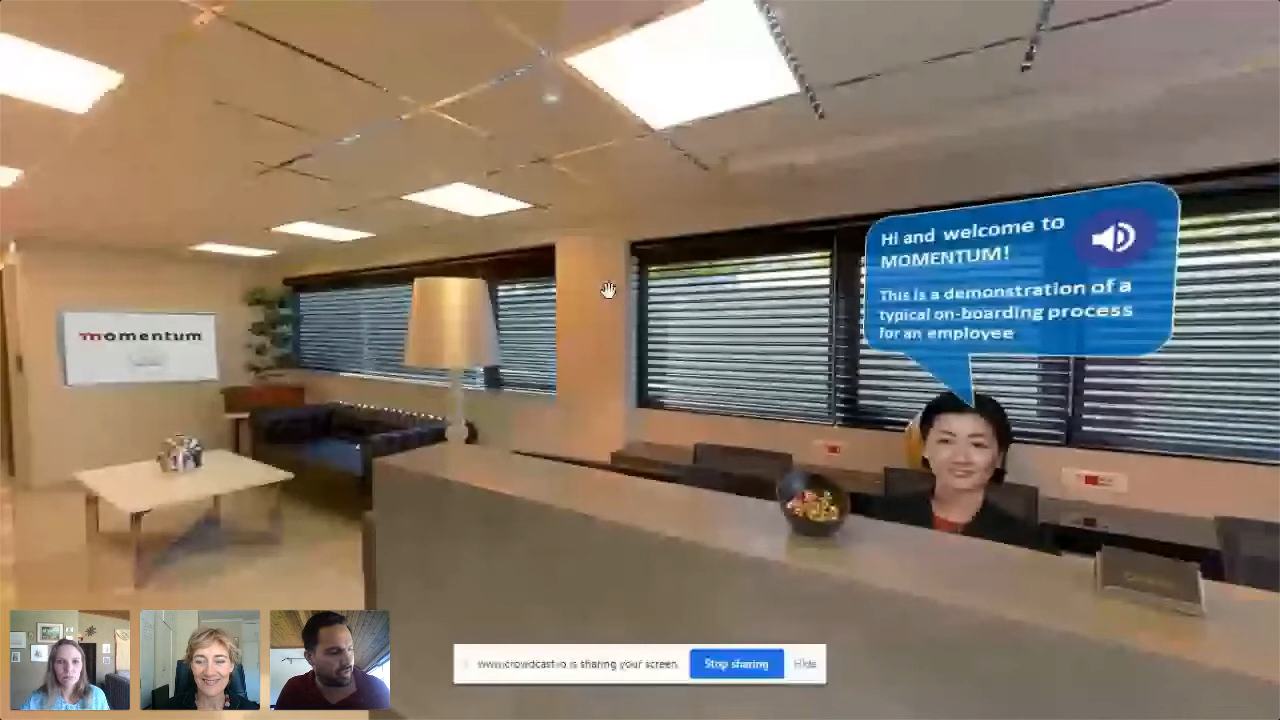 Hi and welcome to
MOMENTUM!
This is a demonstration of a
typical on-boarding process
for an employee
momentum
www.crowdcast.io is sharing your screen.
Stop sharing
Hide